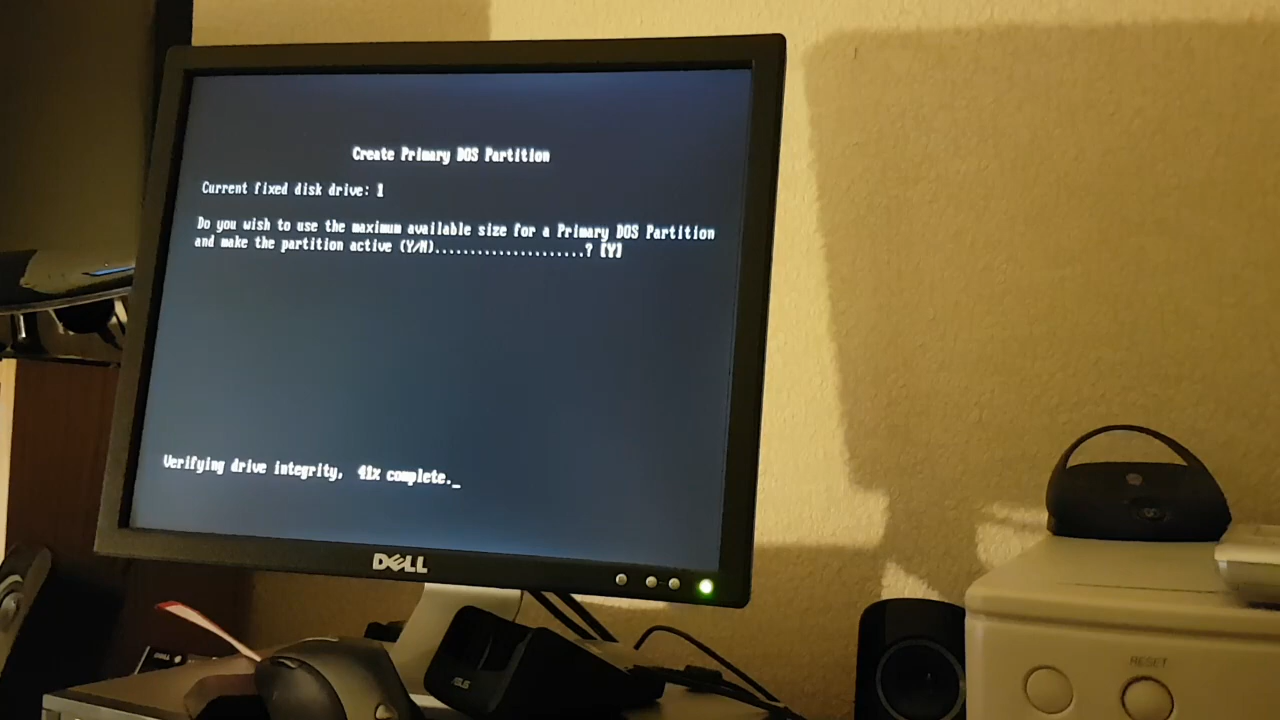 Create Primary DOS Partition
Current fixed disk drive: 1
Do you wish to use the maximum available size for a Primary DOS Partition
and make the partition active (Y/N).....................? [Y]
Verifying drive integrity, 41% complete._
DELL
ASUS
RESET